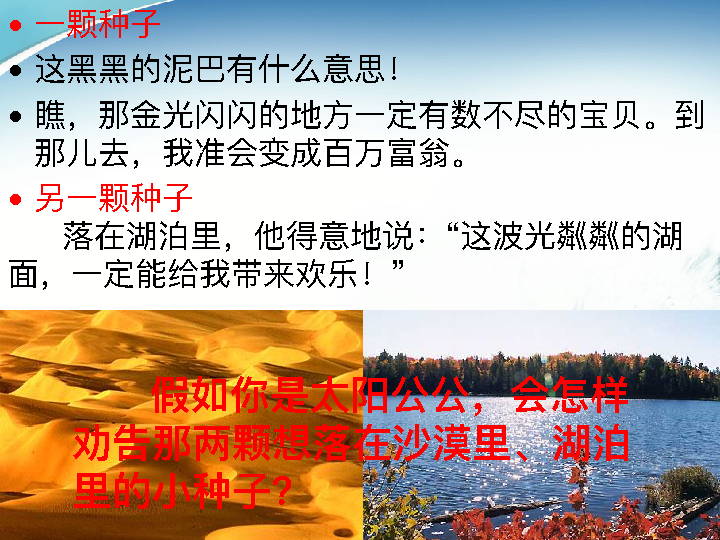 一颗种子
这黑黑的泥巴有什么意思！
瞧，那金光闪闪的地方一定有数不尽的宝贝。到
那儿去，我准会变成百万富翁。
另一颗种子
落在湖泊里，他得意地说：“这波光粼粼的湖
面，一定能给我带来欢乐！”
假如你是太阳公公，会怎样
劝告那两颗想落在沙漠里、湖泊
里的小种子？